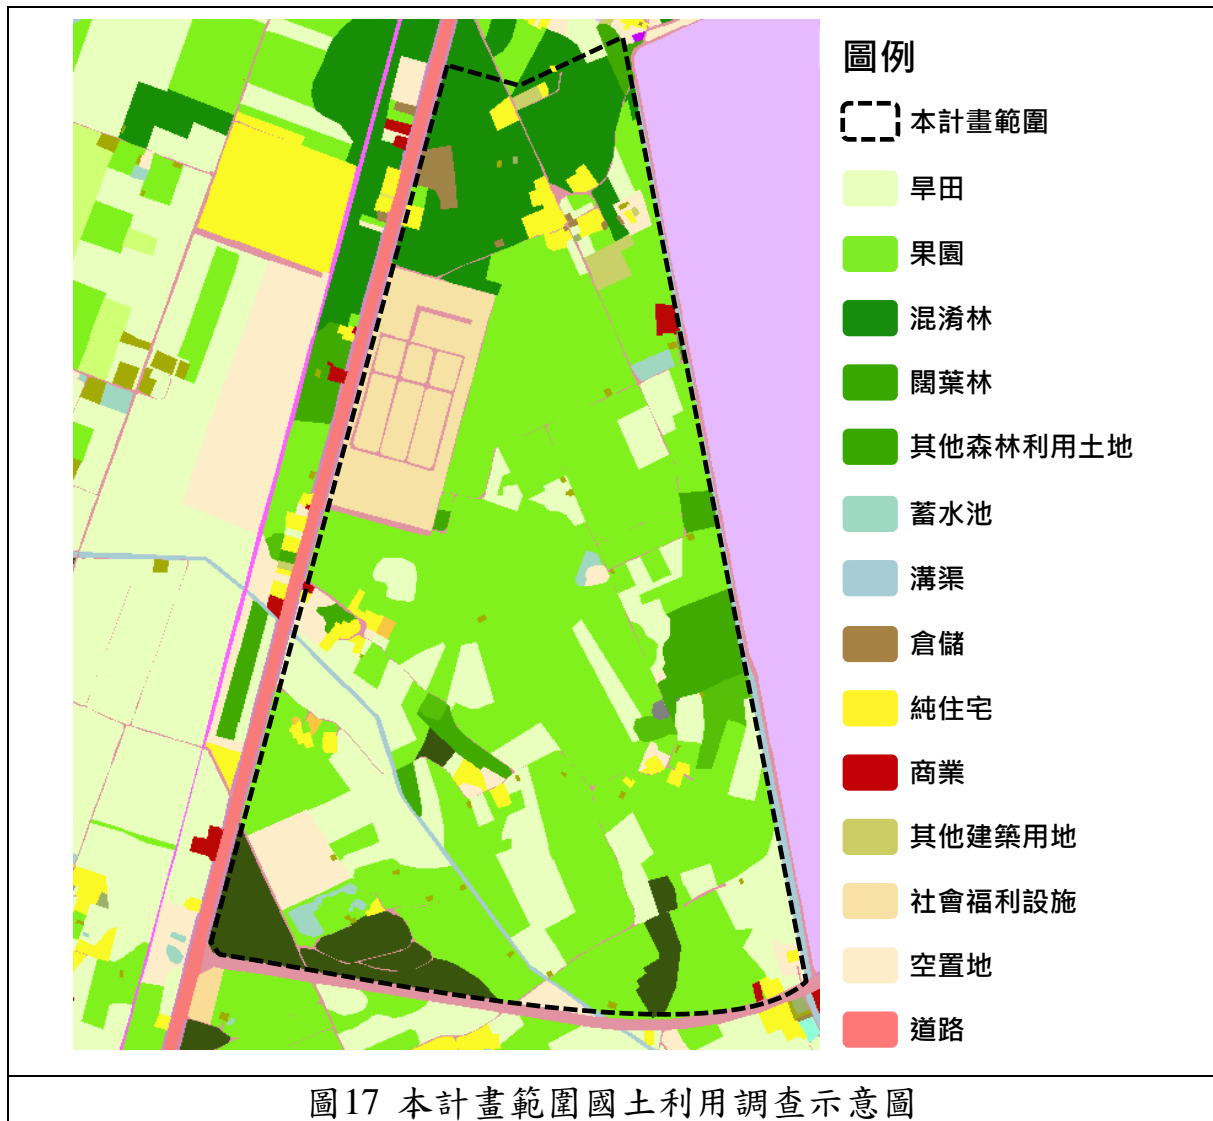 圖例
本計畫範圍
旱田
果園
混淆林
闊葉林
其他森林利用土地
蓄水池
溝渠
倉儲
純住宅
商業
其他建築用地
社會福利設施
空置地
道路
圖17 本計畫範圍國土利用調查示意圖